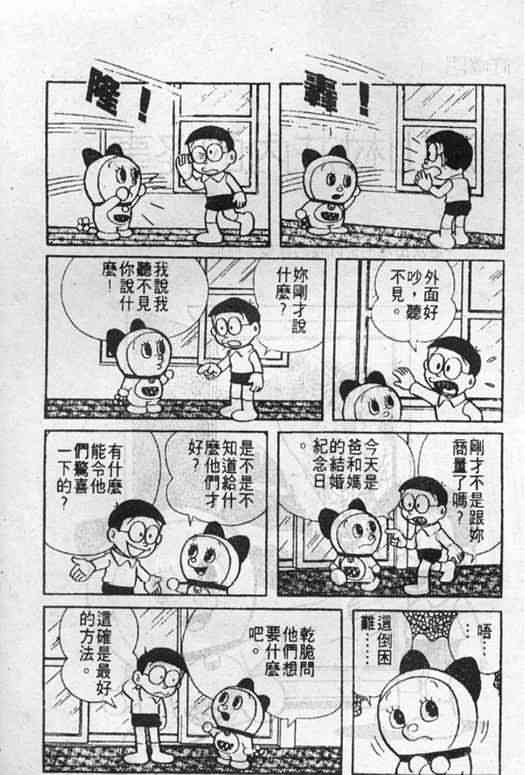 轟！
隆！
外面好
吵，聽
不見。
妳剛才說
什麼？
我說我
聽不見
你說什
麼！
剛才不是跟妳
商量了嗎？
今天是
爸和媽
的結婚
紀念日
。
是不是不
知道給什
麼他們才
好？
有什麼
能令他
們驚喜
一下的？
唔…
…
這倒困
難……
乾脆問
他們想
要什麼
吧。
這確是最好
的方法。